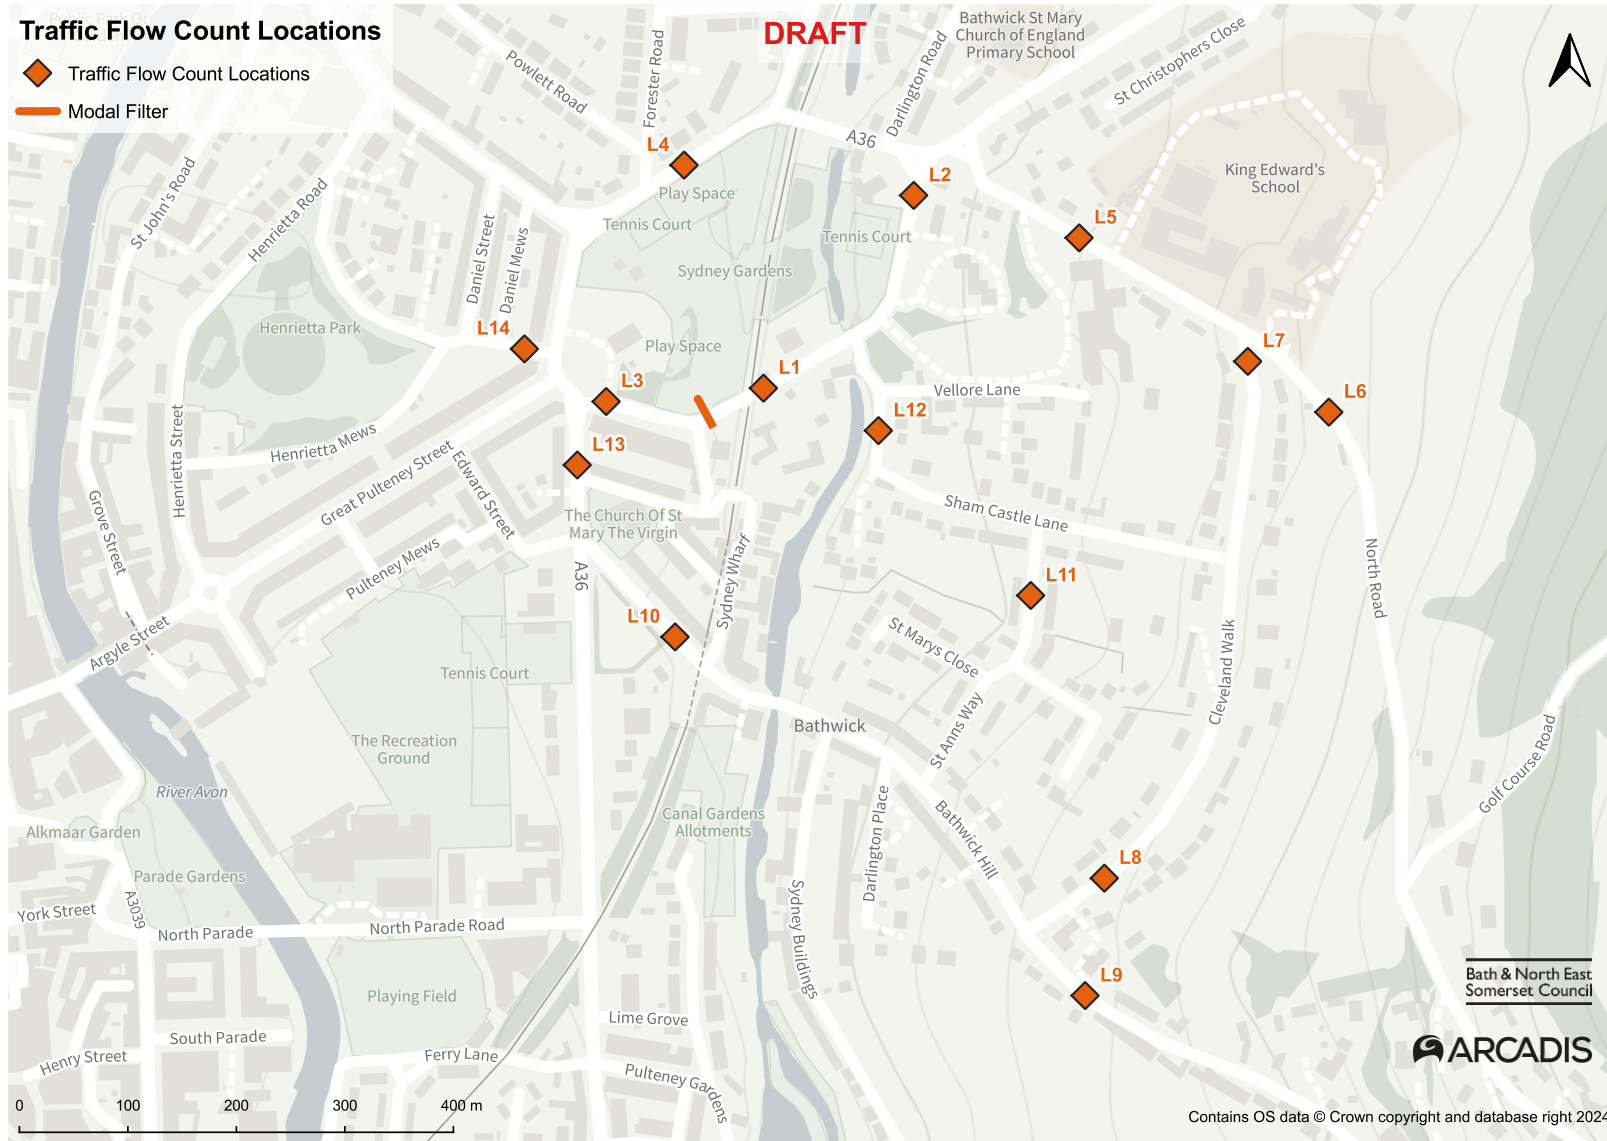 Traffic Flow Count Locations
Traffic Flow Count Locations
Modal Filter
DRAFT
Bathwick St Mary
Church of England
Primary School
St Christophers Close
Darlington Road
Powlett Road
Forester Road
A36
L4
L2
L5
King Edward's
School
Play Space
Tennis Court
Tennis Court
Sydney Gardens
St John's Road
Henrietta Road
Daniel Street
Daniel Mews
Henrietta Park
L14
Play Space
L1
L3
L7
L6
Vellore Lane
L12
L13
Henrietta Street
Henrietta Mews
Great Pulteney Street
Edward Street
Grove Street
Pulteney Mews
The Church Of St
Mary The Virgin
Sham Castle Lane
Sydney Wharf
North Road
A36
L11
L10
Argyle Street
St Marys Close
Cleveland Walk
Tennis Court
St Anns Way
Bathwick
The Recreation
Ground
River Avon
Golf Course Road
Canal Gardens
Allotments
Alkmaar Garden
Darlington Place
Bathwick Hill
L8
Parade Gardens
A3039
York Street
North Parade
North Parade Road
Sydney Buildings
L9
Playing Field
Bath & North East
Somerset Council
Lime Grove
South Parade
Henry Street
Ferry Lane
Pulteney Gardens
ARCADIS
0 100 200 300 400 m
Contains OS data © Crown copyright and database right 2024